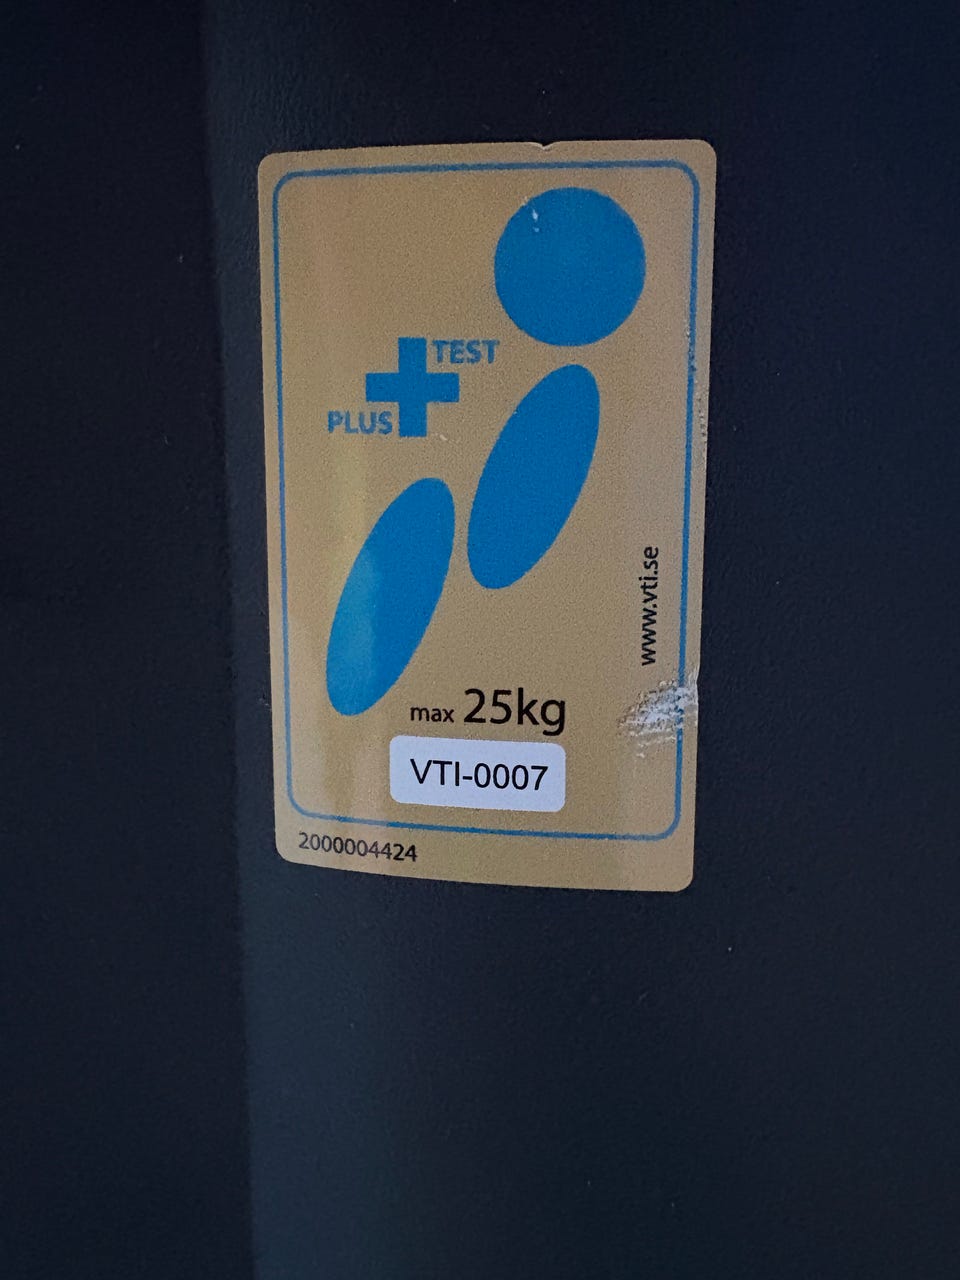 TEST
PLUS
www.vti.se
max 25kg
VTI-0007
2000004424